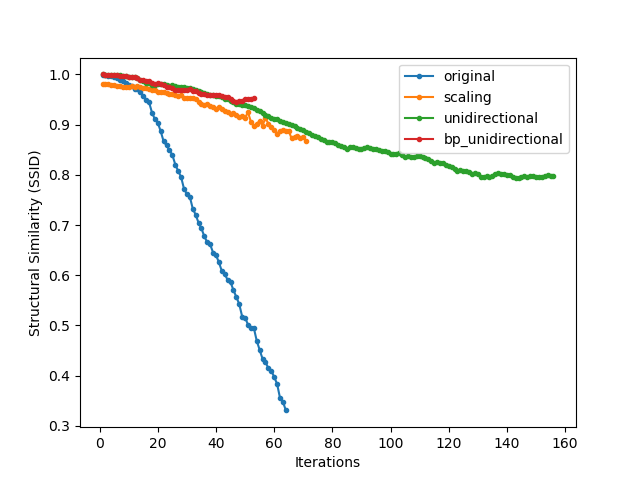 1.0
0.9
0.8
0.7
0.6
0.5
0.4
0.3
Structural Similarity (SSID)
original
scaling
unidirectional
bp_unidirectional
0 20 40 60 80 100 120 140 160
Iterations